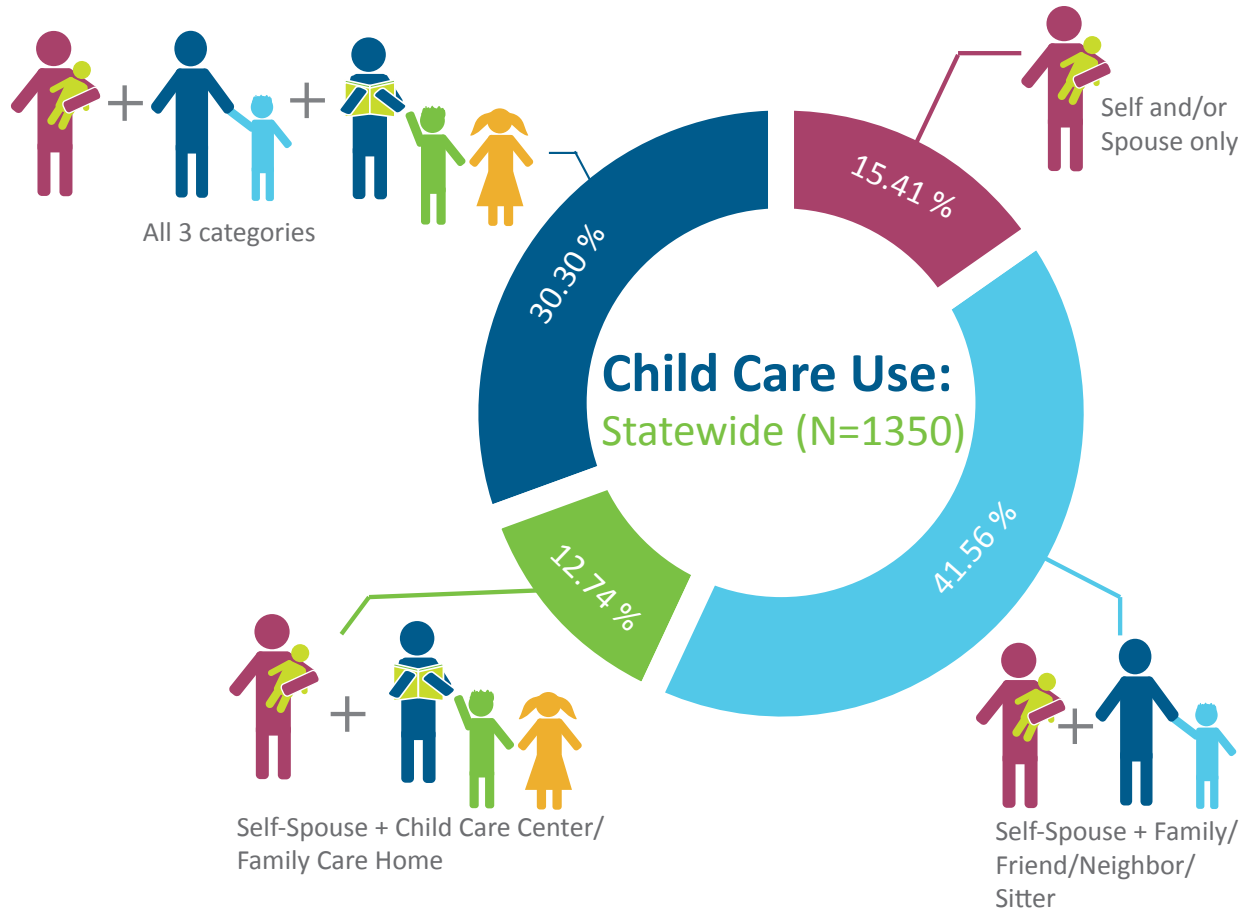 Self and/or
Spouse only
15.41 %
All 3 categories
30.30 %
Child Care Use:
Statewide (N=1350)
41.56 %
12.74 %
Self-Spouse + Child Care Center/
Family Care Home
Self-Spouse + Family/
Friend/Neighbor/
Sitter